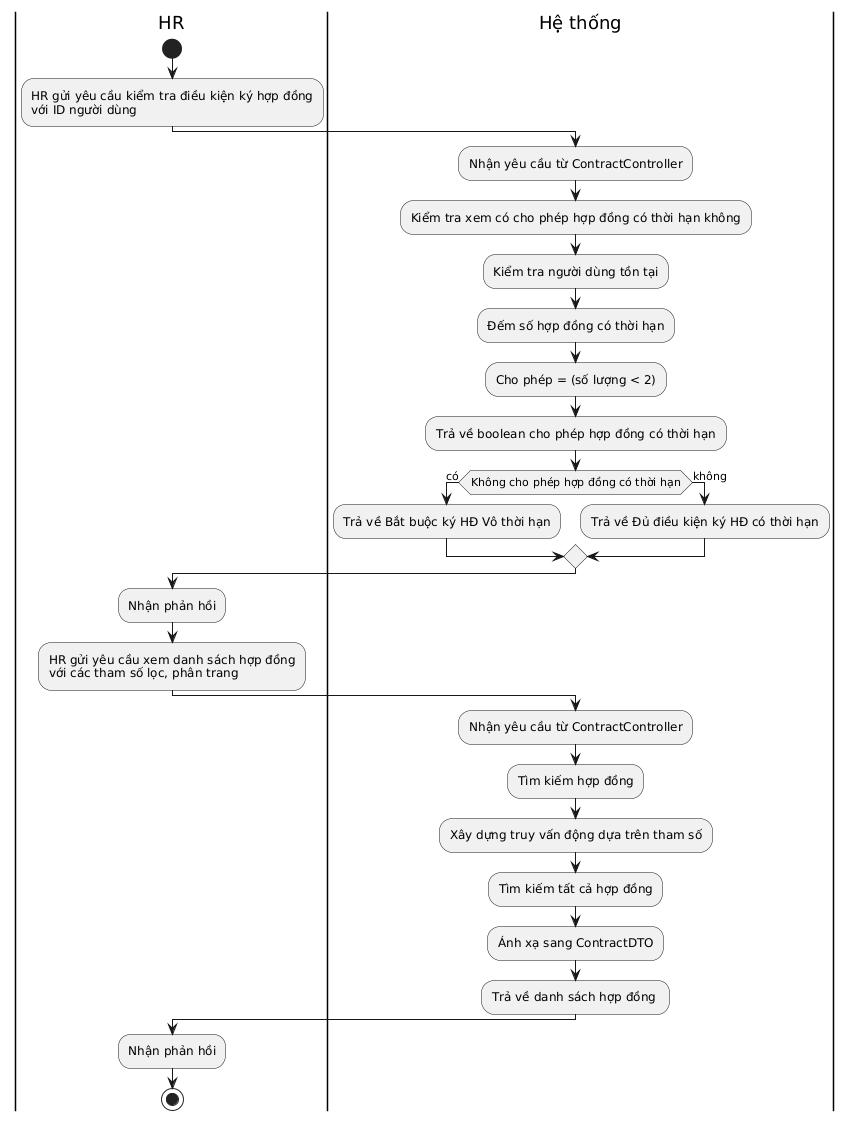 HR
Hệ thống
HR gửi yêu cầu kiểm tra điều kiện ký hợp đồng
với ID người dùng
Nhận yêu cầu từ ContractController
Kiểm tra xem có cho phép hợp đồng có thời hạn không
Kiểm tra người dùng tồn tại
Đếm số hợp đồng có thời hạn
Cho phép = (số lượng < 2)
Trả về boolean cho phép hợp đồng có thời hạn
có
Không cho phép hợp đồng có thời hạn
không
Trả về Bắt buộc ký HĐ Vô thời hạn
Trả về Đủ điều kiện ký HĐ có thời hạn
Nhận phản hồi
HR gửi yêu cầu xem danh sách hợp đồng
với các tham số lọc, phân trang
Nhận yêu cầu từ ContractController
Tìm kiếm hợp đồng
Xây dựng truy vấn động dựa trên tham số
Tìm kiếm tất cả hợp đồng
Ánh xạ sang ContractDTO
Trả về danh sách hợp đồng
Nhận phản hồi